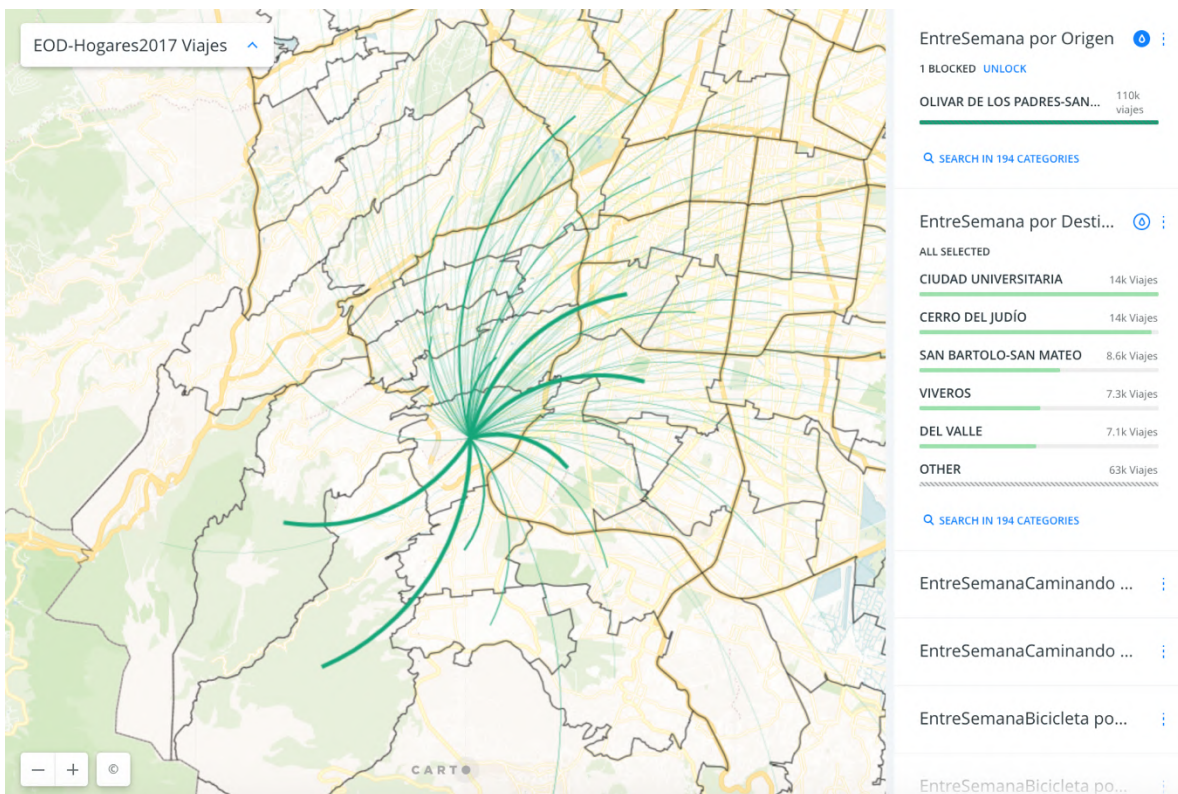 EOD-Hogares2017 Viajes
EntreSemana por Origen
1 BLOCKED UNLOCK
OLIVAR DE LOS PADRES-SAN... 110k viajes
SEARCH IN 194 CATEGORIES
EntreSemana por Desti...
ALL SELECTED
CIUDAD UNIVERSITARIA 14k Viajes
CERRO DEL JUDÍO 14k Viajes
SAN BARTOLO-SAN MATEO 8.6k Viajes
VIVEROS 7.3k Viajes
DEL VALLE 7.1k Viajes
OTHER 63k Viajes
SEARCH IN 194 CATEGORIES
EntreSemanaCaminando ...
EntreSemanaCaminando ...
EntreSemanaBicicleta po...
EntreSemanaBicicleta po...
− + ©
CARTO